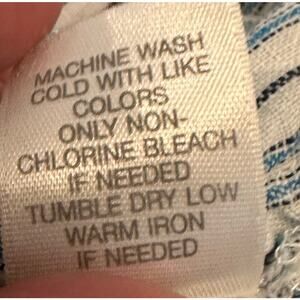 MACHINE WASH
COLD WITH LIKE
COLORS
ONLY NON-
CHLORINE BLEACH
IF NEEDED
TUMBLE DRY LOW
WARM IRON
IF NEEDED